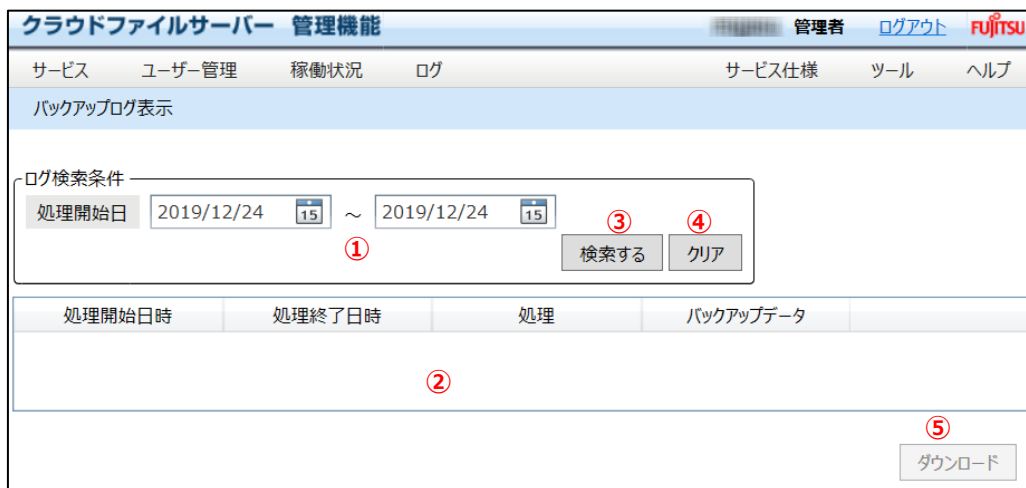 クラウドファイルサーバー 管理機能 管理者 ログアウト FUJITSU
サービス ユーザー管理 稼働状況 ログ サービス仕様 ツール ヘルプ
バックアップログ表示
ログ検索条件
処理開始日 2019/12/24 15 ～ 2019/12/24 15
① ③ ④
検索する クリア
処理開始日時 処理終了日時 処理 バックアップデータ
②
⑤
ダウンロード